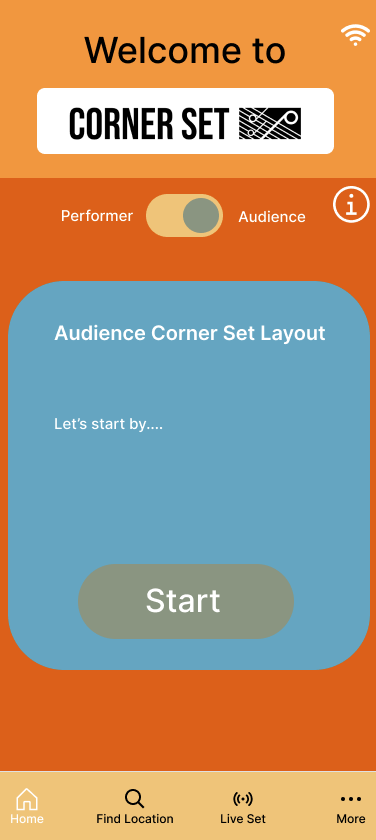 Welcome to
CORNER SET
Performer
Audience
Audience Corner Set Layout
Let's start by....
Start
Home
Find Location
Live Set
More